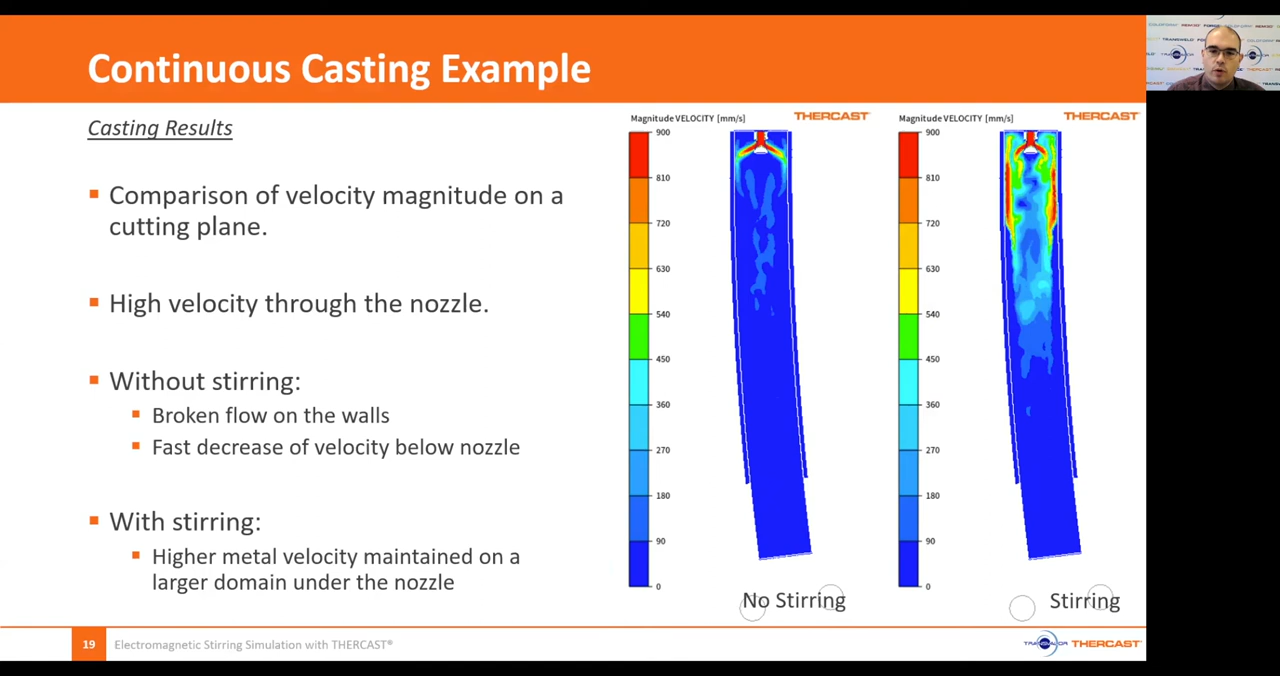 Continuous Casting Example
Casting Results
Comparison of velocity magnitude on a
cutting plane.
High velocity through the nozzle.
Without stirring:
Broken flow on the walls
Fast decrease of velocity below nozzle
With stirring:
Higher metal velocity maintained on a
larger domain under the nozzle
Magnitude VELOCITY [mm/s]
THERCAST
900
810
720
630
540
450
360
270
180
90
0
No Stirring
Magnitude VELOCITY [mm/s]
THERCAST
900
810
720
630
540
450
360
270
180
90
0
Stirring
19
Electromagnetic Stirring Simulation with THERCAST®
TRANSVALOR
THERCAST